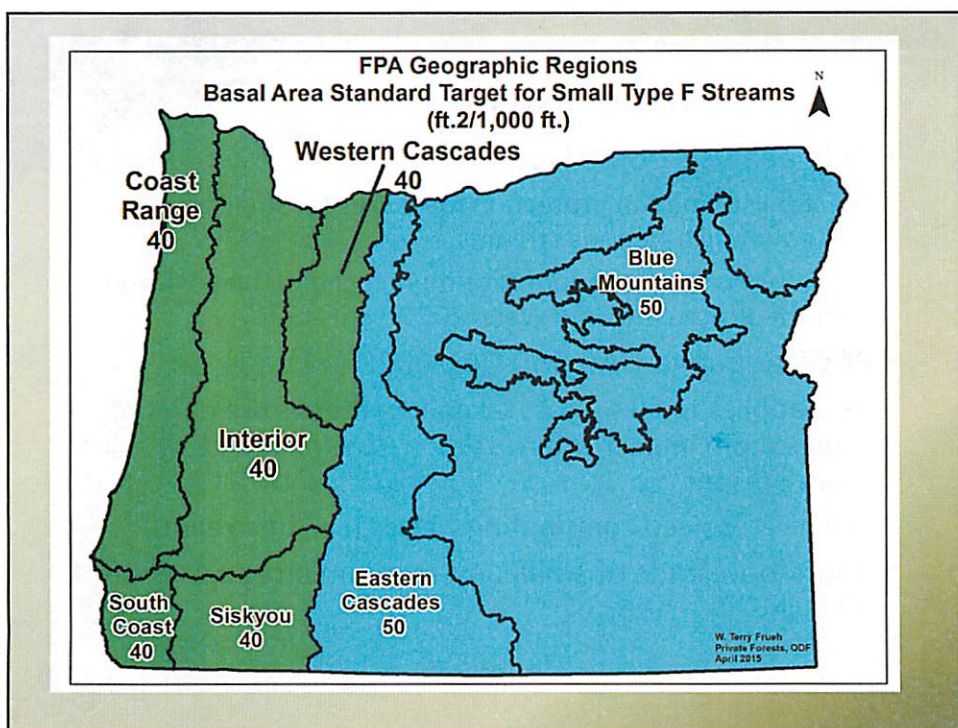 FPA Geographic Regions
Basal Area Standard Target for Small Type F Streams
(ft.2/1,000 ft.)
N
Western Cascades
40
Coast
Range
40
Blue
Mountains
50
Interior
40
South
Coast
40
Siskyou
40
Eastern
Cascades
50
W. Terry Frueh
Private Forests, ODF
April 2015